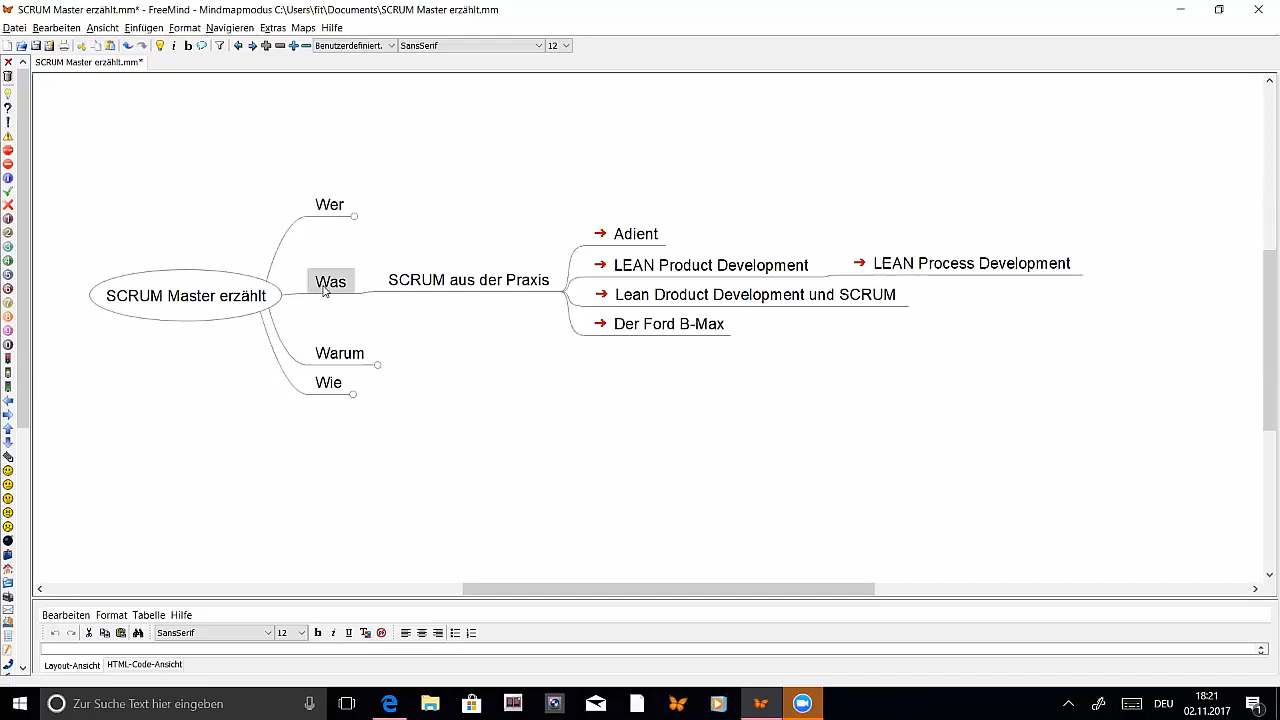 SCRUM Master erzählt.mm* - FreeMind - Mindmapmodus C:\Users\fit\Documents\SCRUM Master erzählt.mm
Datei Bearbeiten Ansicht Einfügen Format Navigieren Extras Maps Hilfe
Benutzerdefiniert. SansSerif 12
SCRUM Master erzählt.mm*
Wer
Adient
LEAN Product Development
LEAN Process Development
Was
SCRUM aus der Praxis
SCRUM Master erzählt
Lean Droduct Development und SCRUM
Der Ford B-Max
Warum
Wie
Bearbeiten Format Tabelle Hilfe
SansSerif 12
Layout-Ansicht HTML-Code-Ansicht
Zur Suche Text hier eingeben
DEU
18:21
02.11.2017